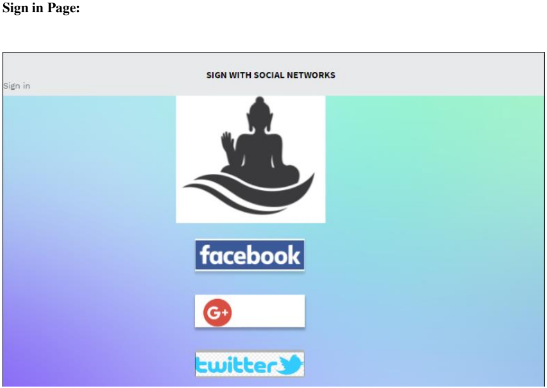 Sign in Page:
SIGN WITH SOCIAL NETWORKS
Sign in
facebook
G+
twitter